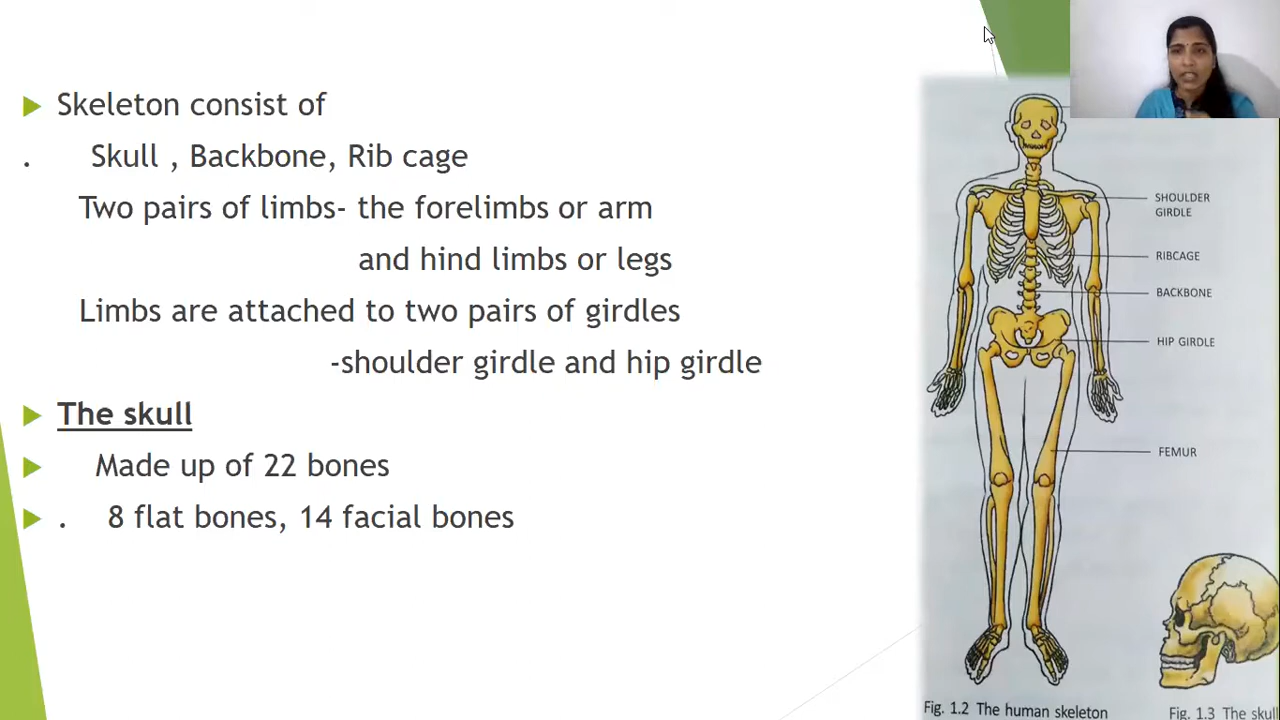 Skeleton consist of
. Skull , Backbone, Rib cage
Two pairs of limbs- the forelimbs or arm
and hind limbs or legs
Limbs are attached to two pairs of girdles
-shoulder girdle and hip girdle
The skull
Made up of 22 bones
. 8 flat bones, 14 facial bones
SHOULDER
GIRDLE
RIBCAGE
BACKBONE
HIP GIRDLE
FEMUR
Fig. 1.2 The human skeleton
Fig. 1.3 The skull